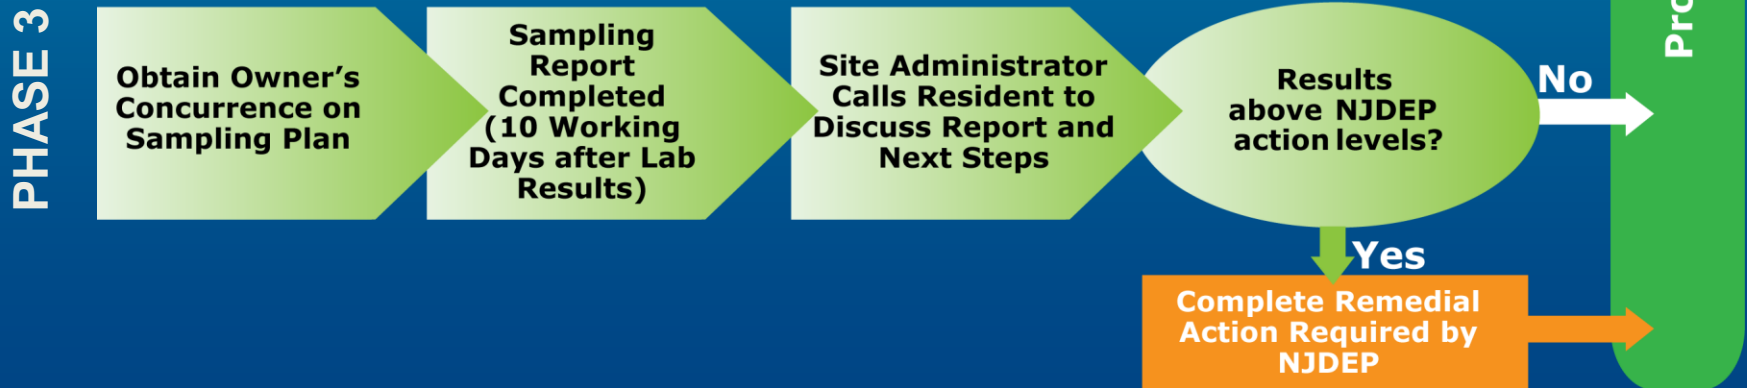 PHASE 3
Obtain Owner's
Concurrence on
Sampling Plan
Sampling
Report
Completed
(10 Working
Days after Lab
Results)
Site Administrator
Calls Resident to
Discuss Report and
Next Steps
Results
above NJDEP
action levels?
No
Yes
Complete Remedial
Action Required by
NJDEP